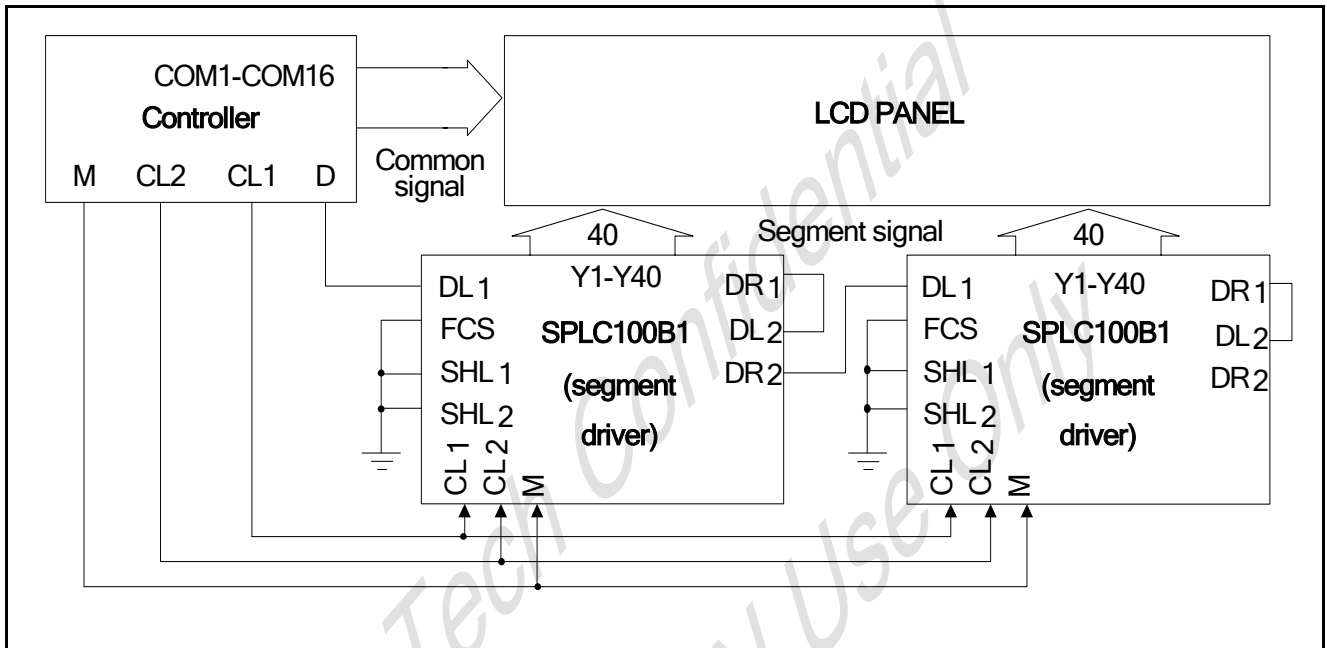 COM1-COM16
Controller
M CL2 CL1 D
Common
signal
LCD PANEL
Segment signal
40
Y1-Y40
DL1
FCS
SHL1
SHL2
CL1
CL2
M
SPLC100B1
(segment
driver)
DR1
DL2
DR2
40
Y1-Y40
DL1
FCS
SHL1
SHL2
CL1
CL2
M
SPLC100B1
(segment
driver)
DR1
DL2
DR2
Tech Confidential
Use Only